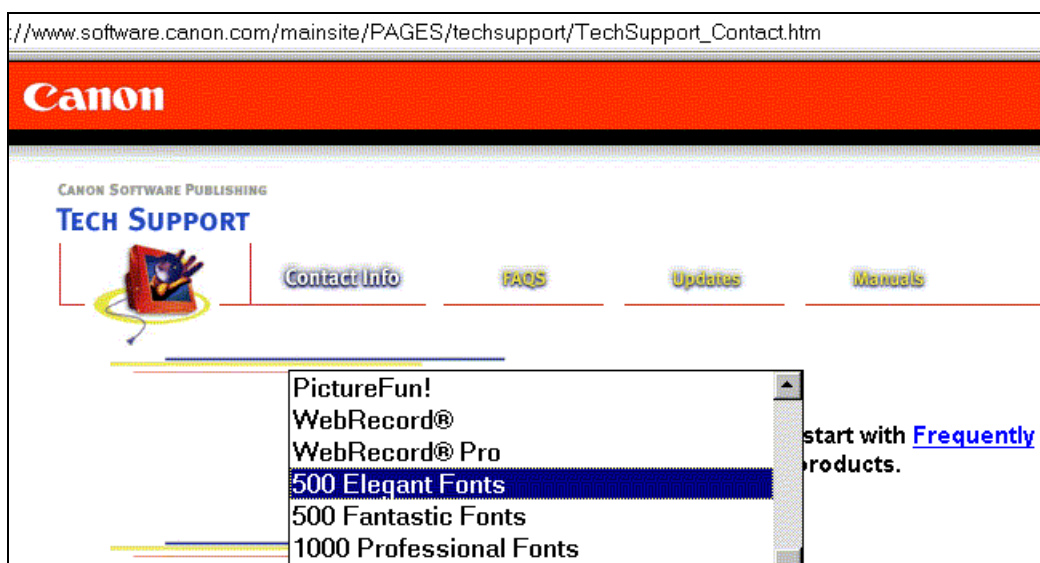 ://www.software.canon.com/mainsite/PAGES/techsupport/TechSupport_Contact.htm
Canon
CANON SOFTWARE PUBLISHING
TECH SUPPORT
Contact Info FAQS Updates Manuals
PictureFun!
WebRecord®
WebRecord® Pro
500 Elegant Fonts
500 Fantastic Fonts
1000 Professional Fonts
start with Frequently
products.